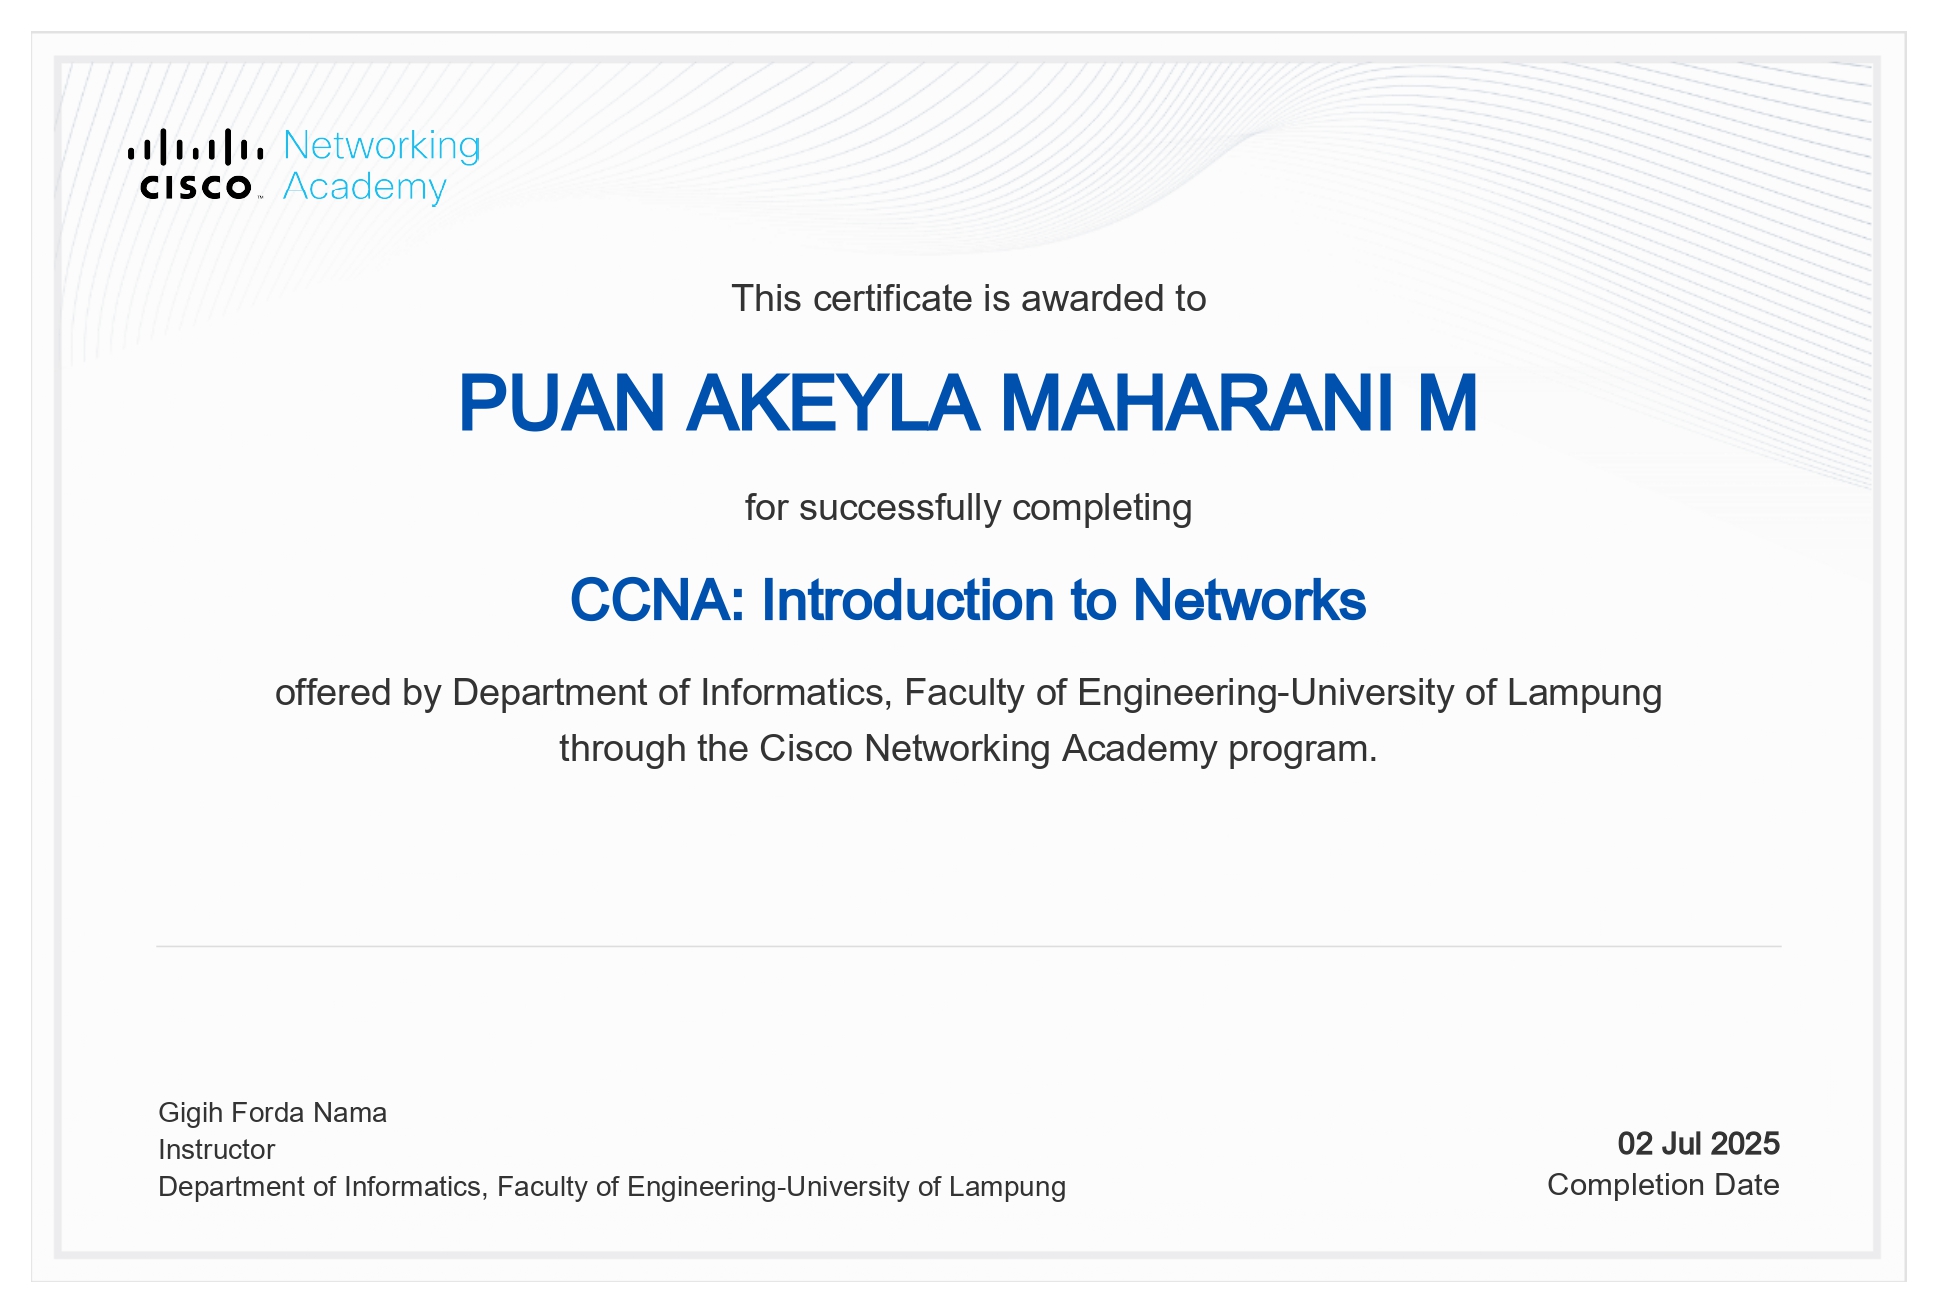 Networking
CISCO™ Academy
This certificate is awarded to
PUAN AKEYLA MAHARANI M
for successfully completing
CCNA: Introduction to Networks
offered by Department of Informatics, Faculty of Engineering-University of Lampung
through the Cisco Networking Academy program.
Gigih Forda Nama
Instructor
Department of Informatics, Faculty of Engineering-University of Lampung
02 Jul 2025
Completion Date